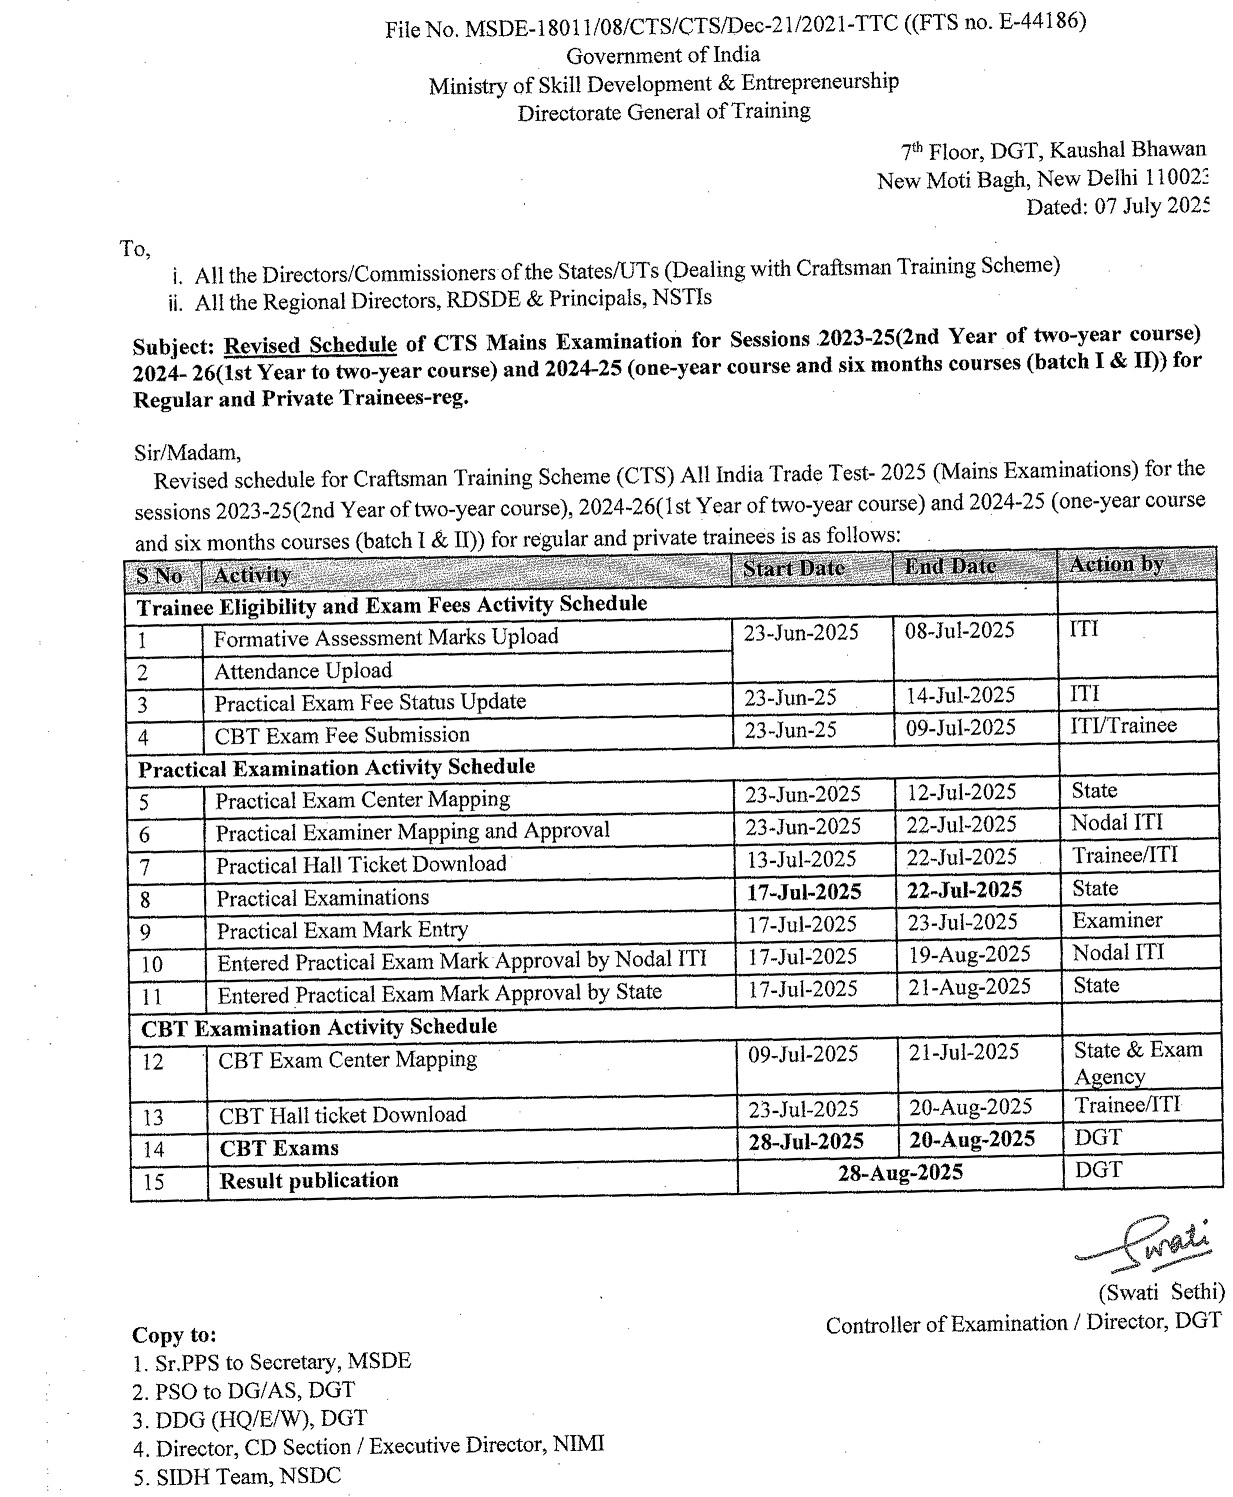 File No. MSDE-18011/08/CTS/CTS/Dec-21/2021-TTC ((FTS no. E-44186)
Government of India
Ministry of Skill Development & Entrepreneurship
Directorate General of Training
7th Floor, DGT, Kaushal Bhawan
New Moti Bagh, New Delhi 110023
Dated: 07 July 2025
To,
i. All the Directors/Commissioners of the States/UTs (Dealing with Craftsman Training Scheme)
ii. All the Regional Directors, RDSDE & Principals, NSTIs
Subject: Revised Schedule of CTS Mains Examination for Sessions 2023-25(2nd Year of two-year course)
2024- 26(1st Year to two-year course) and 2024-25 (one-year course and six months courses (batch I & II)) for
Regular and Private Trainees-reg.
Sir/Madam,
Revised schedule for Craftsman Training Scheme (CTS) All India Trade Test- 2025 (Mains Examinations) for the
sessions 2023-25(2nd Year of two-year course), 2024-26(1st Year of two-year course) and 2024-25 (one-year course
and six months courses (batch I & II)) for regular and private trainees is as follows:
S No Activity Start Date End Date Action by
Trainee Eligibility and Exam Fees Activity Schedule
1 Formative Assessment Marks Upload 23-Jun-2025 08-Jul-2025 ITI
2 Attendance Upload
3 Practical Exam Fee Status Update 23-Jun-25 14-Jul-2025 ITI
4 CBT Exam Fee Submission 23-Jun-25 09-Jul-2025 ITI/Trainee
Practical Examination Activity Schedule
5 Practical Exam Center Mapping 23-Jun-2025 12-Jul-2025 State
6 Practical Examiner Mapping and Approval 23-Jun-2025 22-Jul-2025 Nodal ITI
7 Practical Hall Ticket Download 13-Jul-2025 22-Jul-2025 Trainee/ITI
8 Practical Examinations 17-Jul-2025 22-Jul-2025 State
9 Practical Exam Mark Entry 17-Jul-2025 23-Jul-2025 Examiner
10 Entered Practical Exam Mark Approval by Nodal ITI 17-Jul-2025 19-Aug-2025 Nodal ITI
11 Entered Practical Exam Mark Approval by State 17-Jul-2025 21-Aug-2025 State
CBT Examination Activity Schedule
12 CBT Exam Center Mapping 09-Jul-2025 21-Jul-2025 State & Exam
Agency
13 CBT Hall ticket Download 23-Jul-2025 20-Aug-2025 Trainee/ITI
14 CBT Exams 28-Jul-2025 20-Aug-2025 DGT
15 Result publication 28-Aug-2025 DGT
Swati
(Swati Sethi)
Controller of Examination / Director, DGT
Copy to:
1. Sr.PPS to Secretary, MSDE
2. PSO to DG/AS, DGT
3. DDG (HQ/E/W), DGT
4. Director, CD Section / Executive Director, NIMI
5. SIDH Team, NSDC